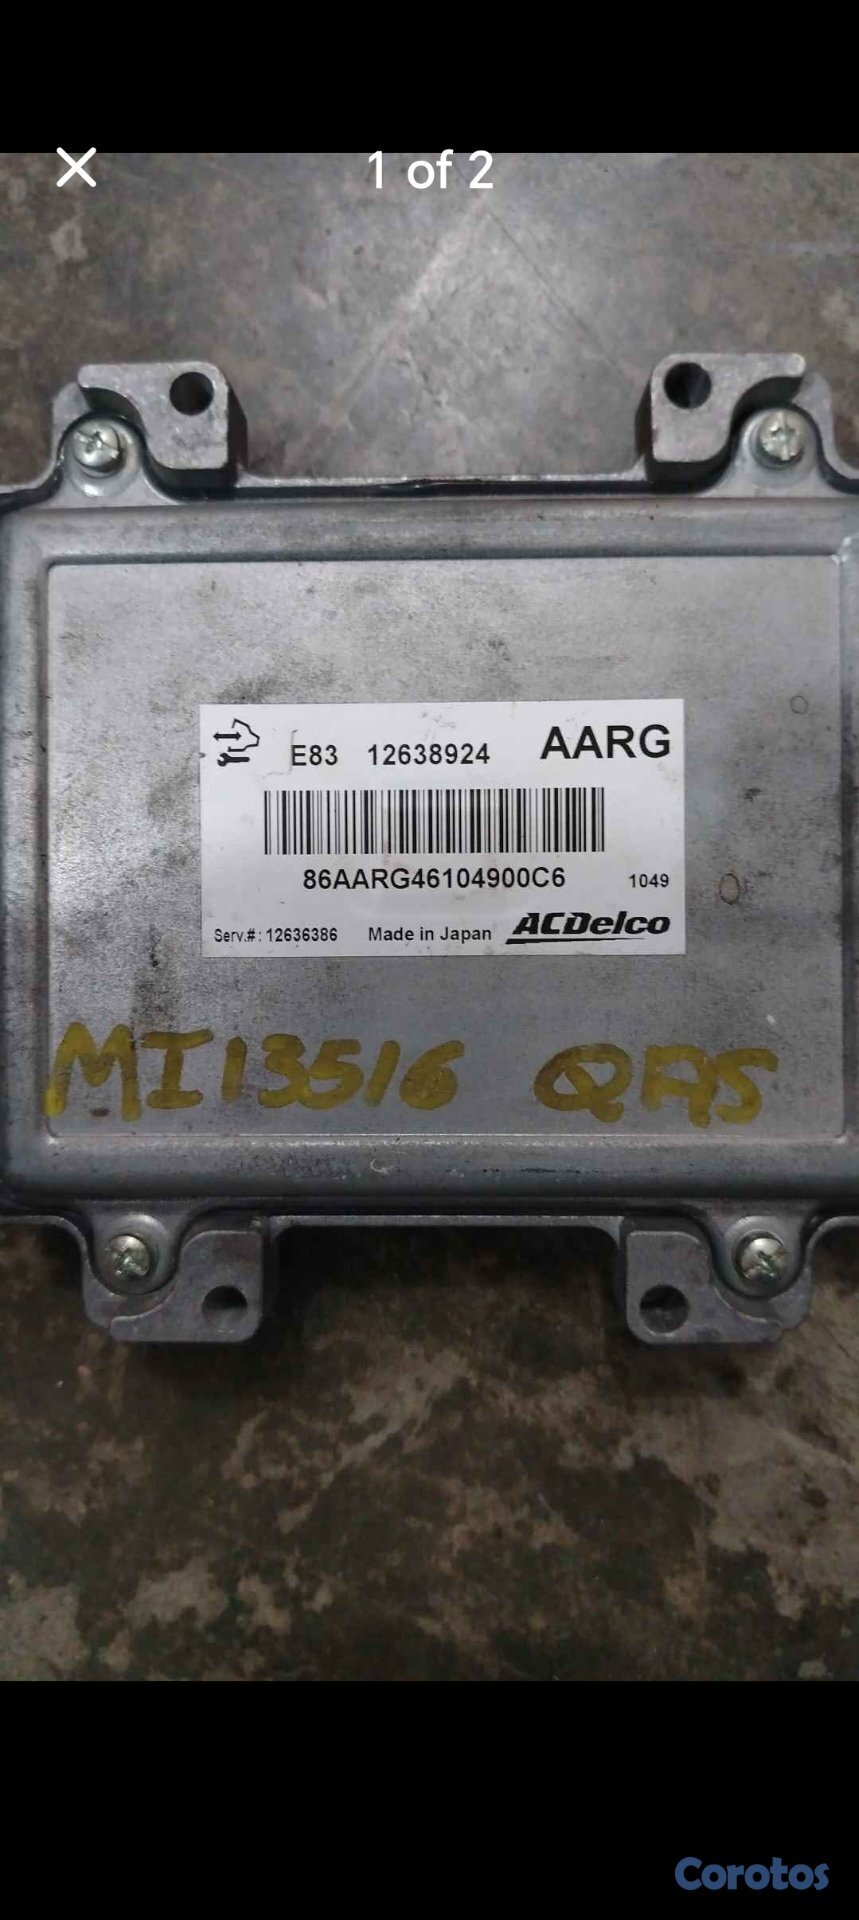 1 of 2
E83 12638924 AARG
86AARG46104900C6 1049
Serv.#: 12636386 Made in Japan ACDelco
MI13516 QAS
Corotos